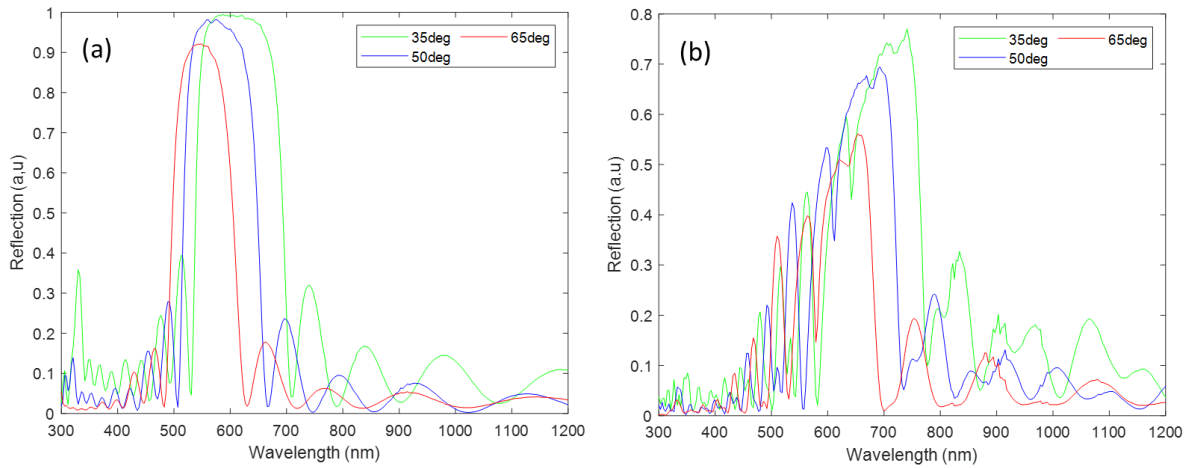 (a)
35deg 65deg
50deg
Reflection (a,u)
1
0.9
0.8
0.7
0.6
0.5
0.4
0.3
0.2
0.1
0
300 400 500 600 700 800 900 1000 1100 1200
Wavelength (nm)
(b)
35deg 65deg
50deg
Reflection (a.u)
0.8
0.7
0.6
0.5
0.4
0.3
0.2
0.1
0
300 400 500 600 700 800 900 1000 1100 1200
Wavelength (nm)